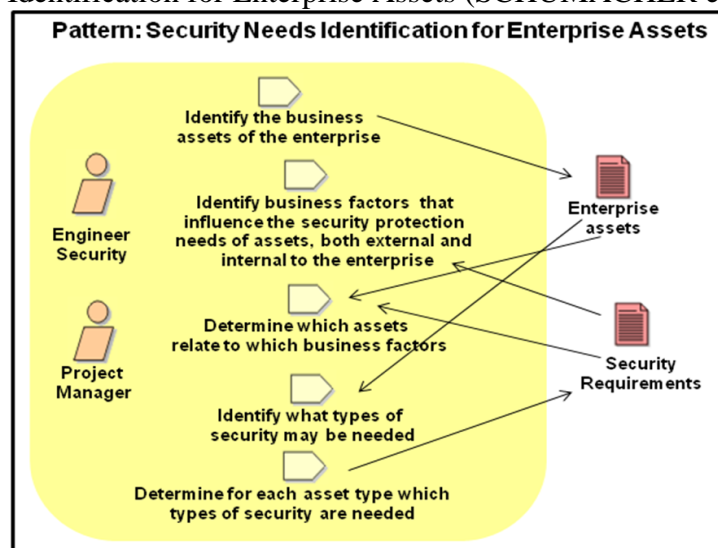 Identification for Enterprise Assets (SCHUMACHER e
Pattern: Security Needs Identification for Enterprise Assets
Identify the business
assets of the enterprise
Engineer
Security
Identify business factors that
influence the security protection
needs of assets, both external and
internal to the enterprise
Enterprise
assets
Project
Manager
Determine which assets
relate to which business factors
Security
Requirements
Identify what types of
security may be needed
Determine for each asset type which
types of security are needed